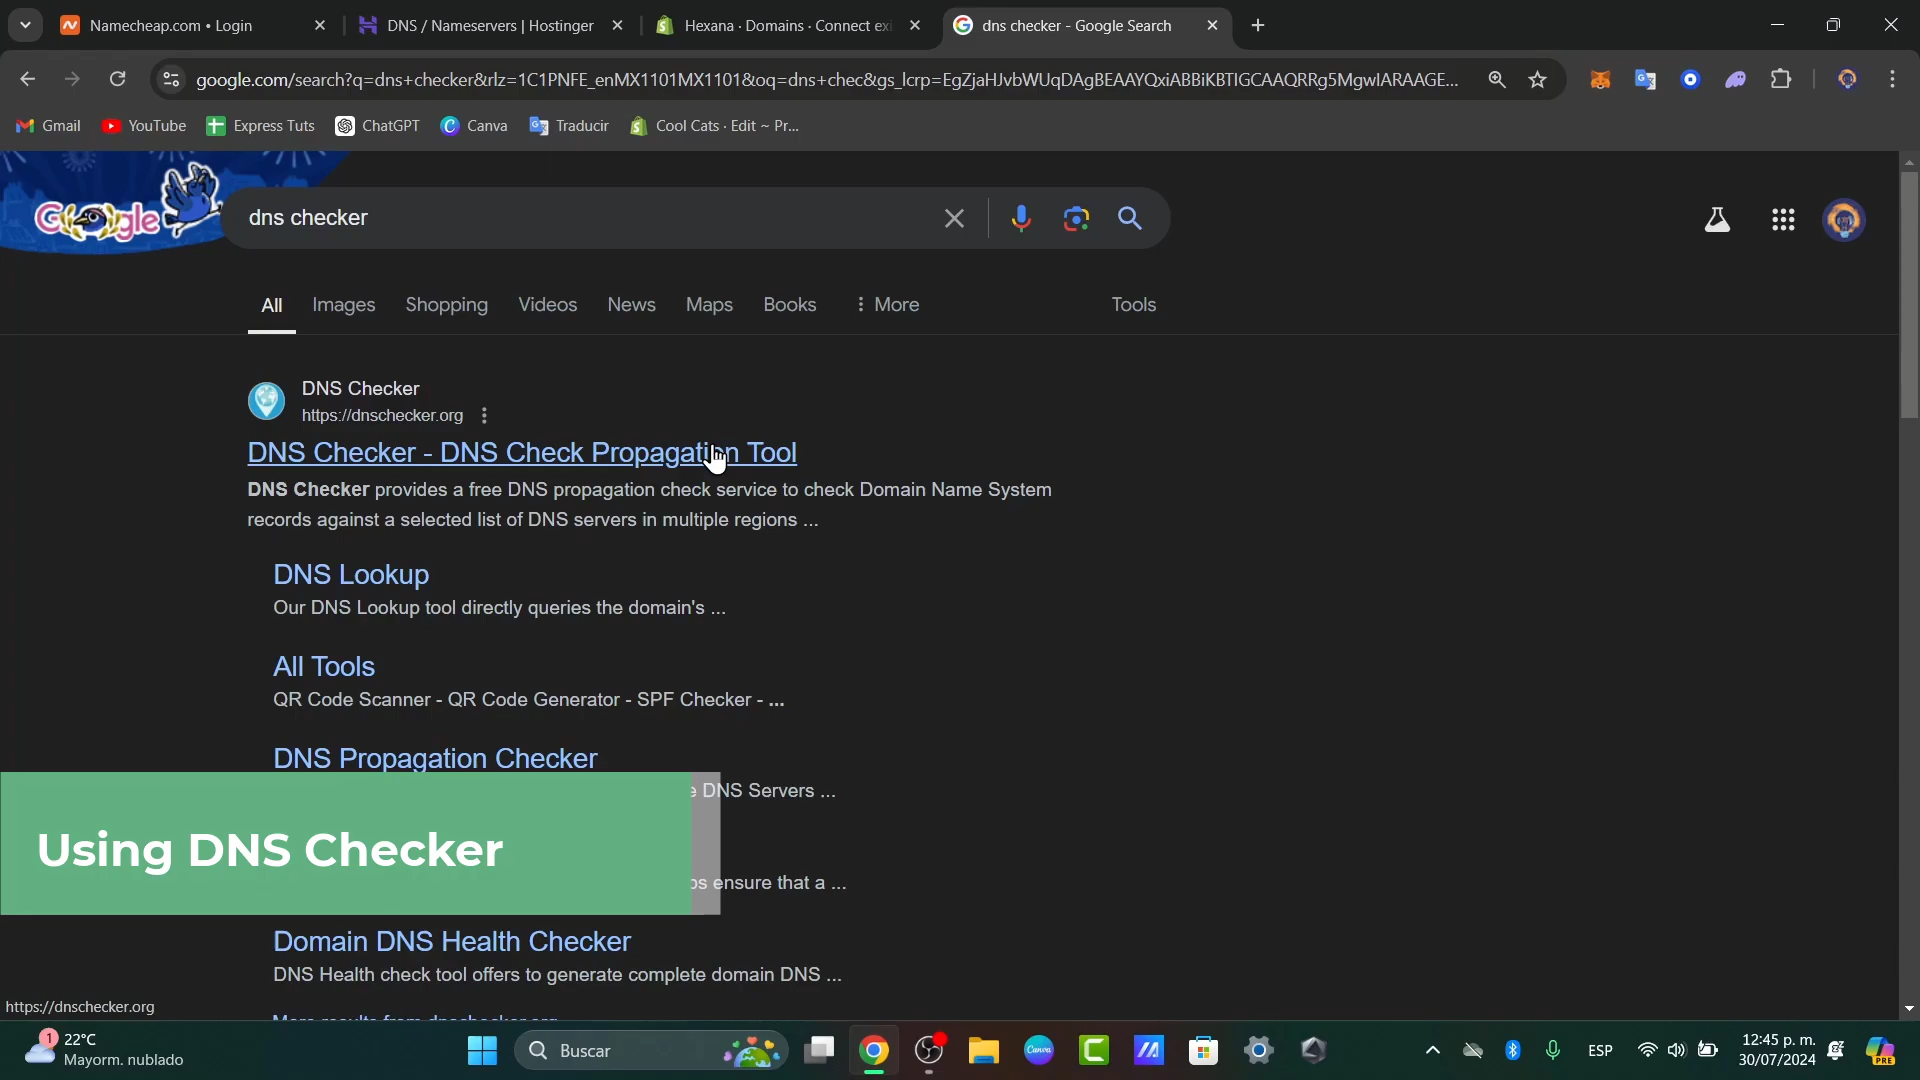 Namecheap.com • Login
DNS / Nameservers | Hostinger
Hexana · Domains · Connect exi
dns checker - Google Search
google.com/search?q=dns+checker&rlz=1C1PNFE_enMX1101MX1101&oq=dns+chec&gs_lcrp=EgZjaHJvbWUqDAgBEAAYQxiABBiKBTIGCAAQRRg5MgwIARAAGE...
Gmail
YouTube
Express Tuts
ChatGPT
Canva
Traducir
Cool Cats · Edit ~ Pr...
Google
dns checker
All
Images
Shopping
Videos
News
Maps
Books
More
Tools
DNS Checker
https://dnschecker.org
DNS Checker - DNS Check Propagation Tool
DNS Checker provides a free DNS propagation check service to check Domain Name System
records against a selected list of DNS servers in multiple regions ...
DNS Lookup
Our DNS Lookup tool directly queries the domain's ...
All Tools
QR Code Scanner - QR Code Generator - SPF Checker - ...
DNS Propagation Checker
DNS Servers ...
Using DNS Checker
ensure that a ...
Domain DNS Health Checker
DNS Health check tool offers to generate complete domain DNS ...
https://dnschecker.org
1
22°C
Mayorm. nublado
Buscar
Canva
ESP
12:45 p. m.
30/07/2024
PRE